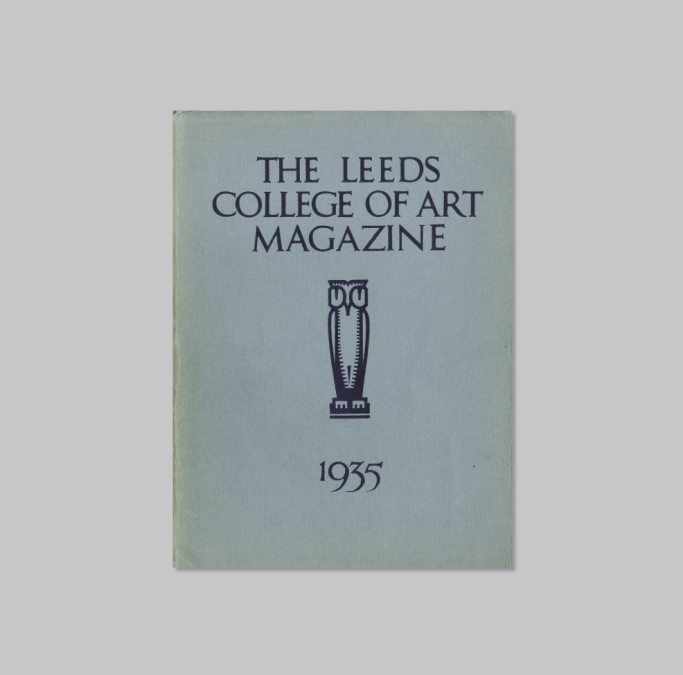 THE LEEDS
COLLEGE OF ART
MAGAZINE
1935